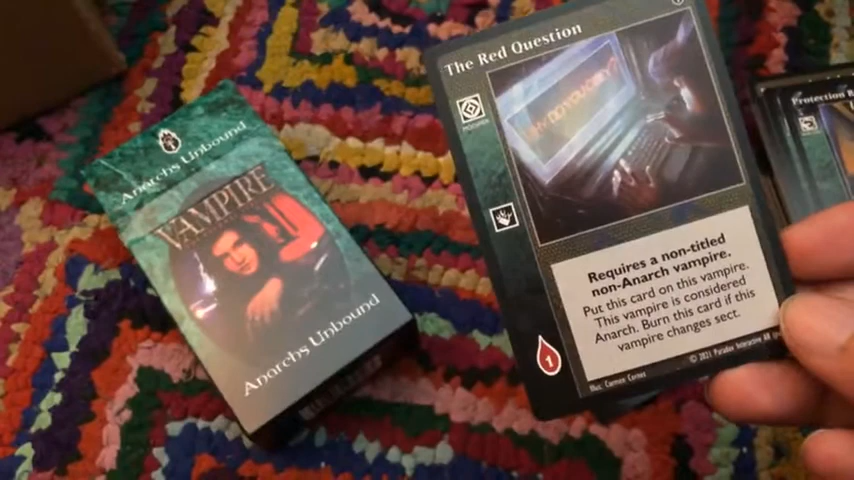 Anarchs Unbound
VAMPIRE
Anarchs Unbound
The Red Question
DO YOU
Requires a non-titled
non-Anarch vampire.
Put this card on this vampire.
This vampire is considered
Anarch. Burn this card if this
vampire changes sect.
1
Illus. Carmen Cornet
© 2021 Paradox Interactive AB
Protection R